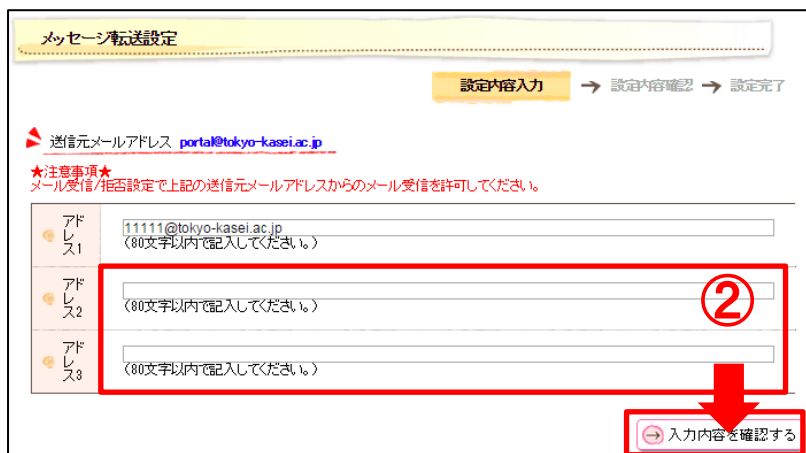 メッセージ転送設定
設定内容入力 → 設定内容確認 → 設定完了
送信元メールアドレス portal@tokyo-kasei.ac.jp
★注意事項★
メール受信/拒否設定で上記の送信元メールアドレスからのメール受信を許可してください。
アドレス1
11111@tokyo-kasei.ac.jp
(80文字以内で記入してください。)
アドレス2
(80文字以内で記入してください。)
②
アドレス3
(80文字以内で記入してください。)
入力内容を確認する